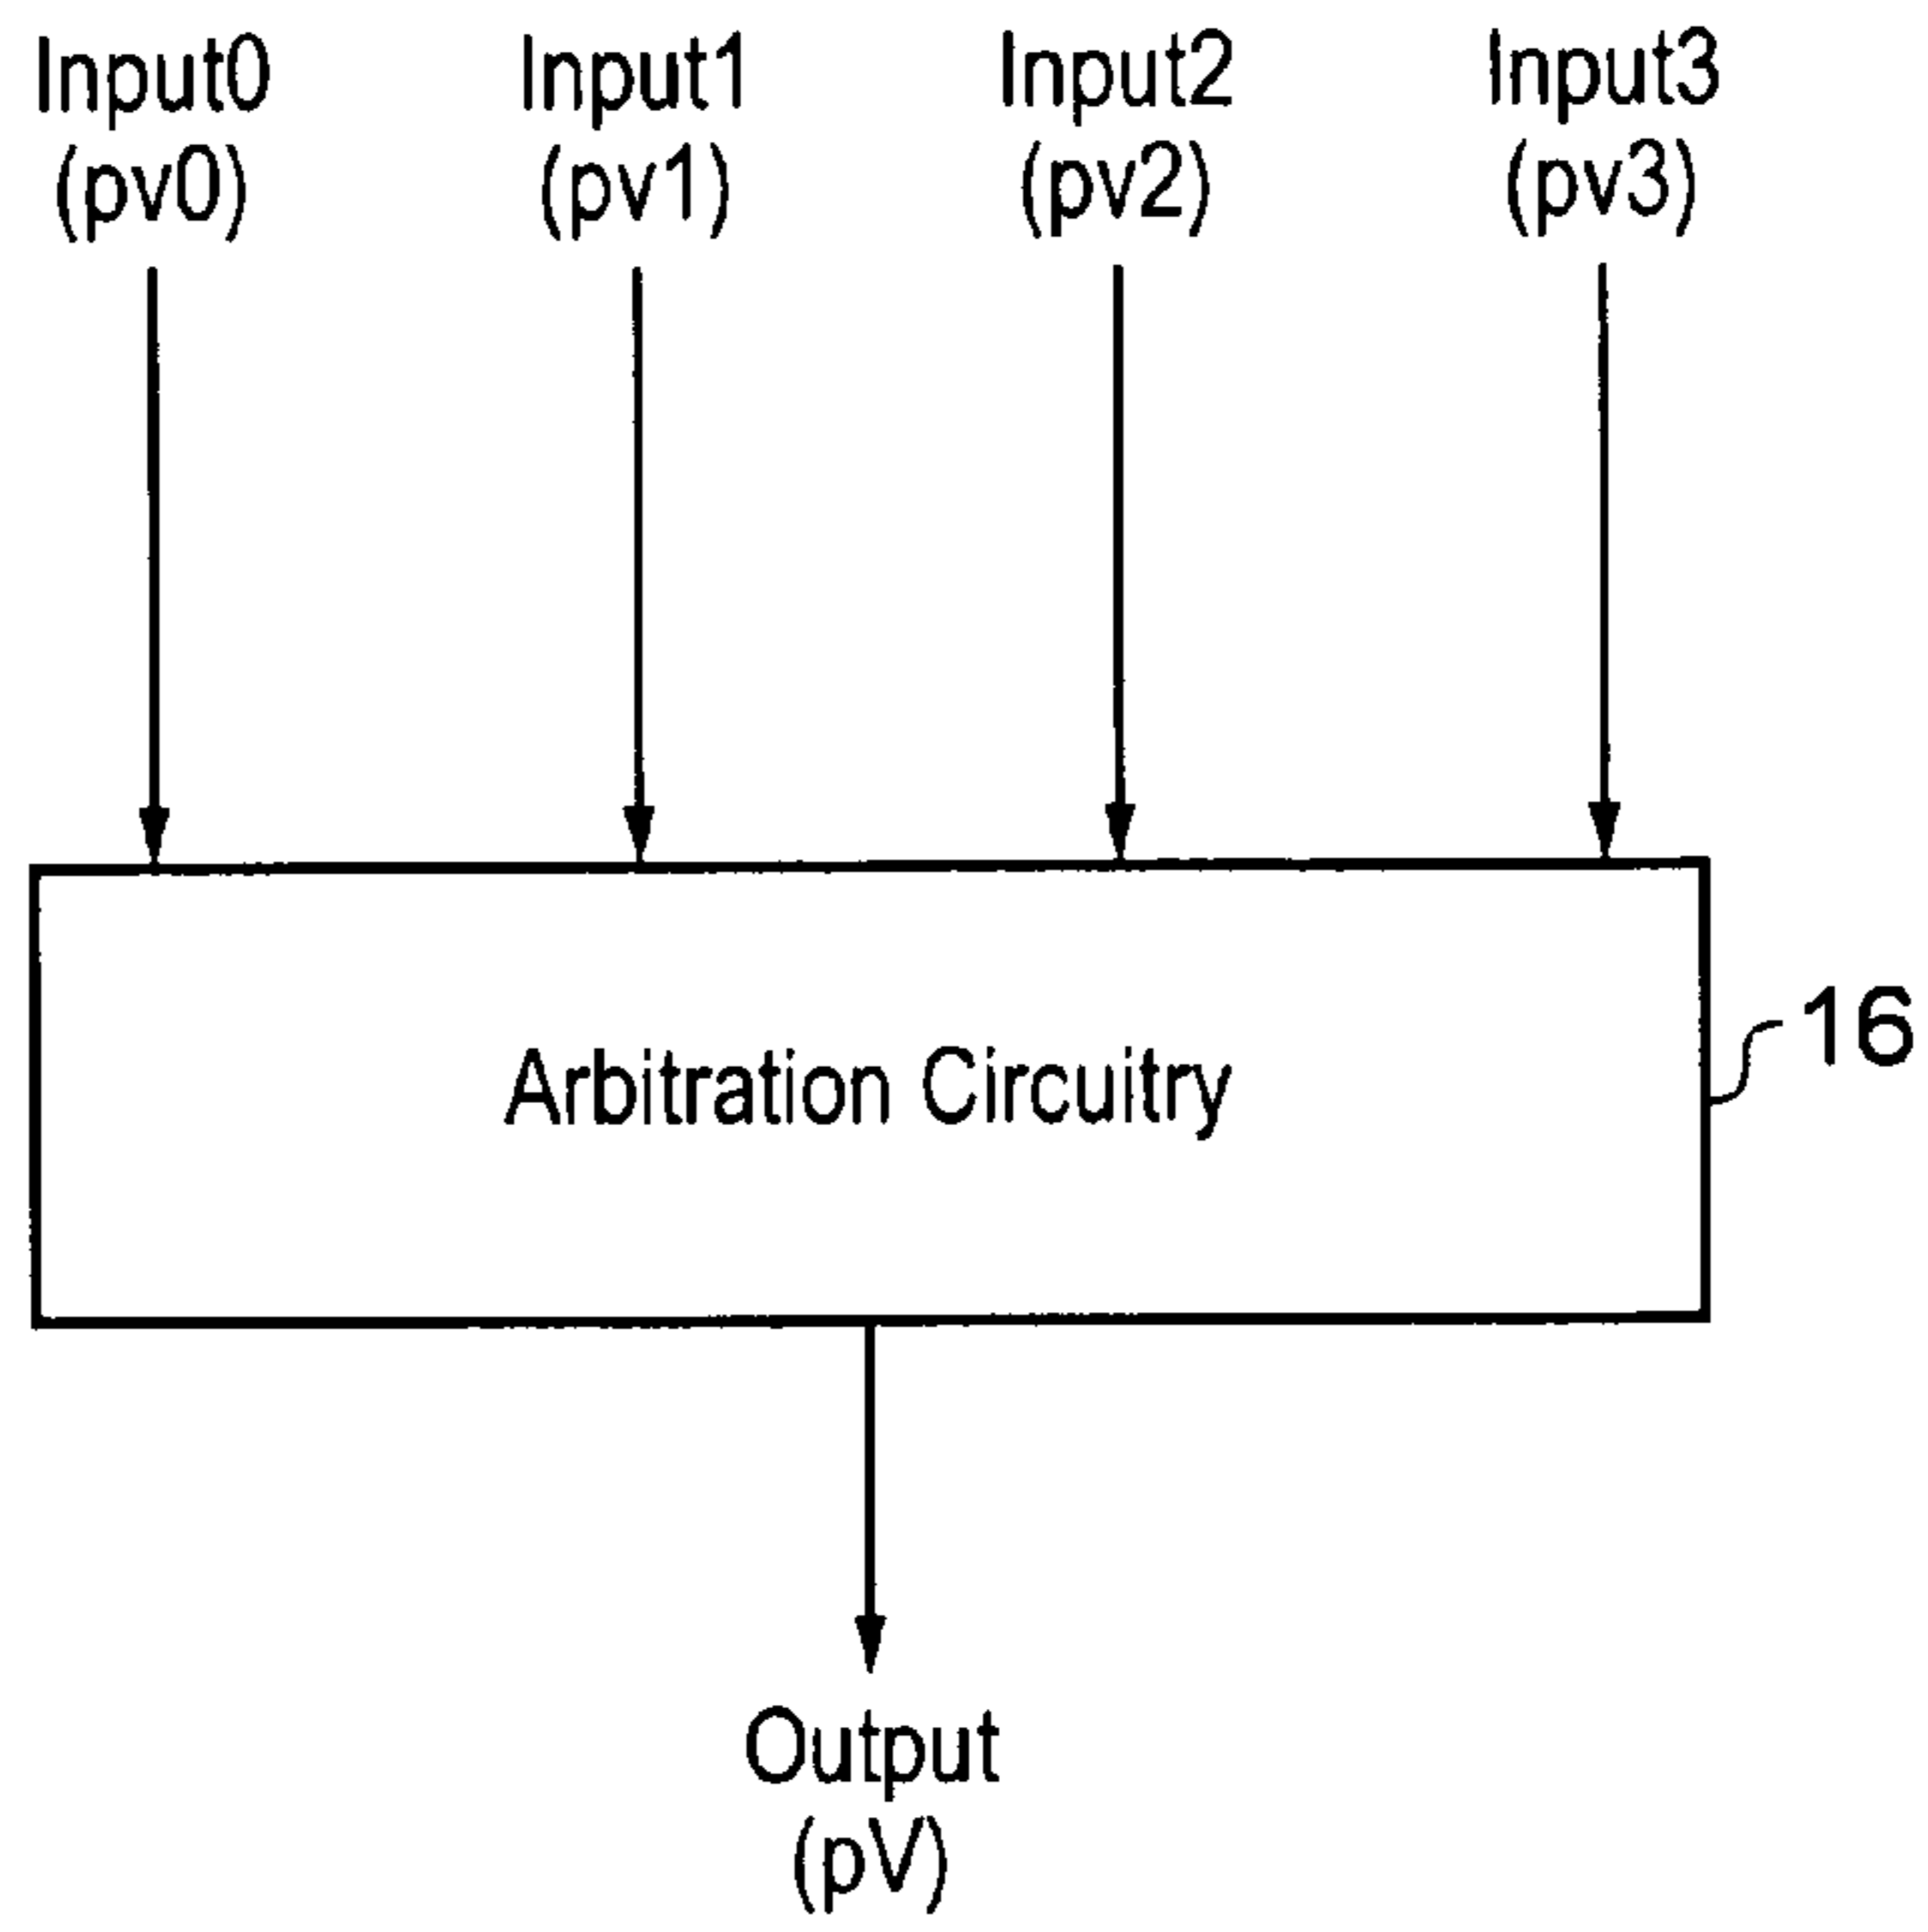 Input0 Input1 Input2 Input3
(pv0) (pv1) (pv2) (pv3)
16
Arbitration Circuitry
Output
(pV)